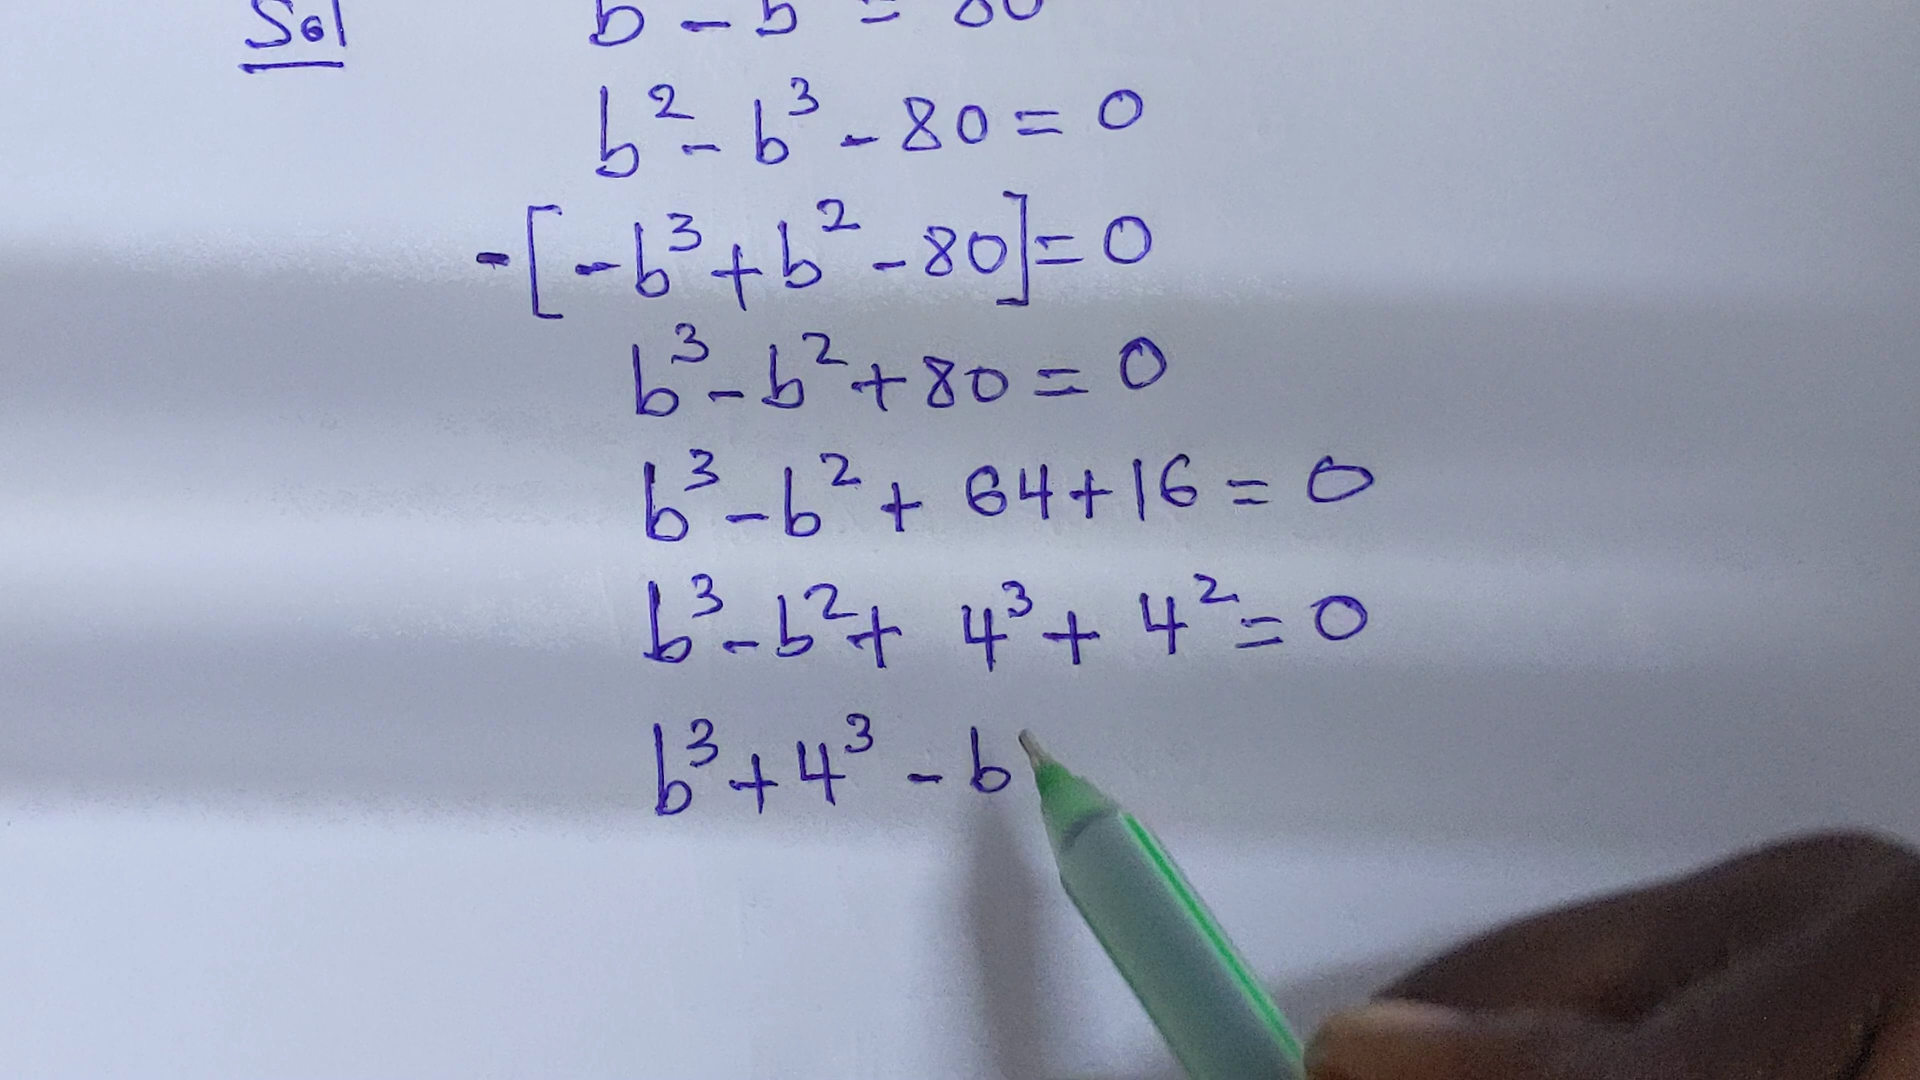 Sol b - b = 80
b² - b³ - 80 = 0
-[-b³ + b² - 80] = 0
b³ - b² + 80 = 0
b³ - b² + 64 + 16 = 0
b³ - b² + 4³ + 4² = 0
b³ + 4³ - b